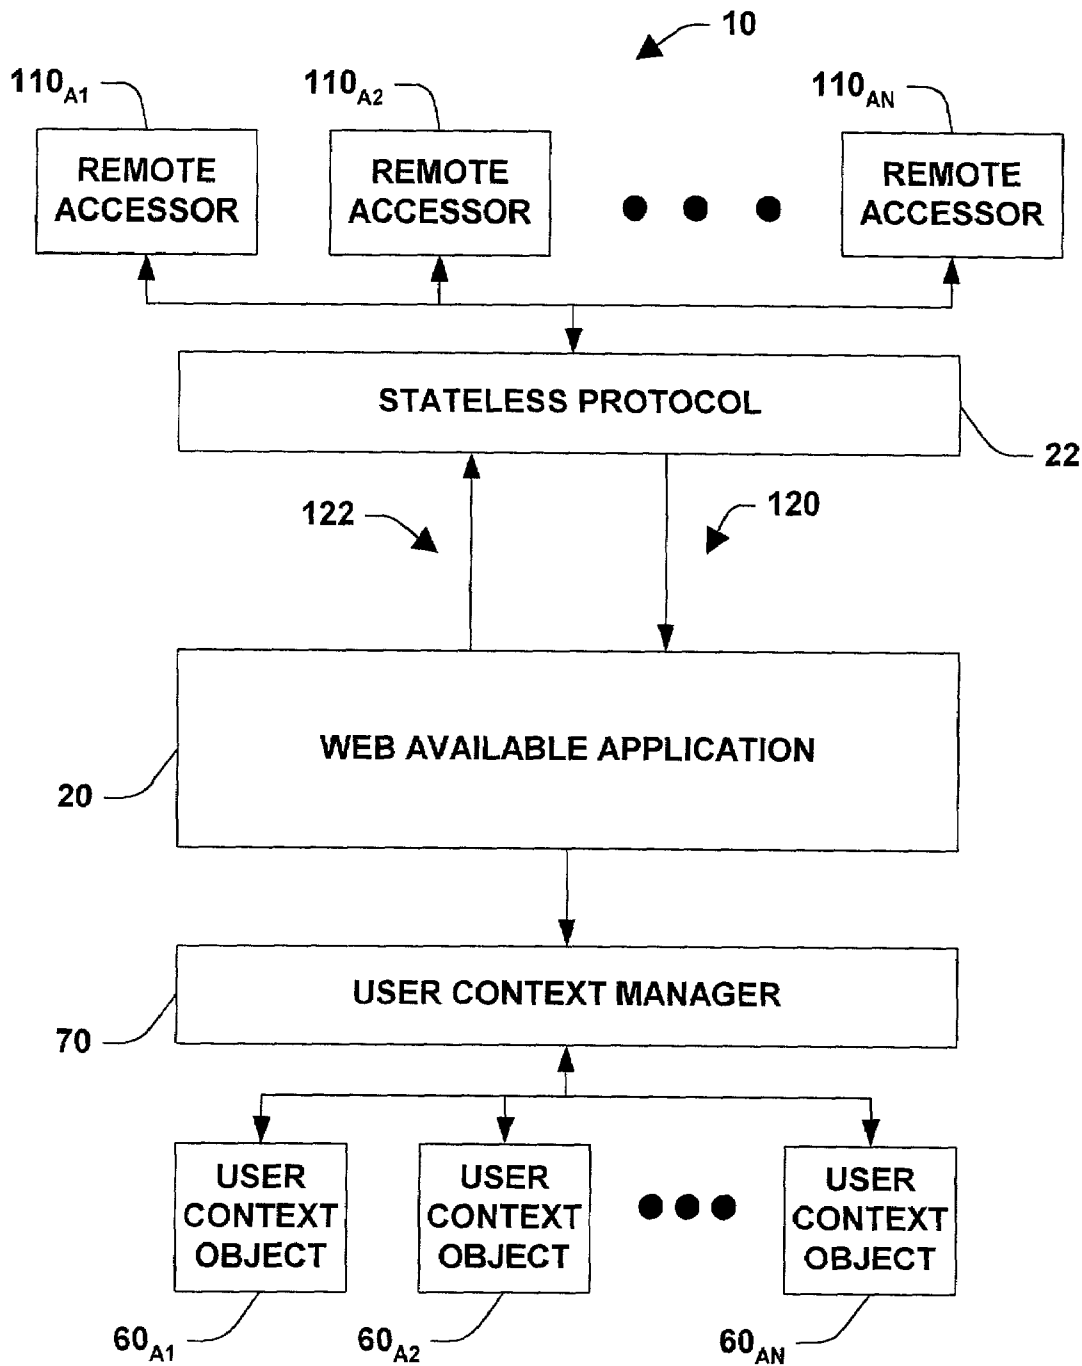 10
110A1
110A2
110AN
REMOTE
ACCESSOR
REMOTE
ACCESSOR
REMOTE
ACCESSOR
STATELESS PROTOCOL
22
122
120
WEB AVAILABLE APPLICATION
20
USER CONTEXT MANAGER
70
USER
CONTEXT
OBJECT
USER
CONTEXT
OBJECT
USER
CONTEXT
OBJECT
60A1
60A2
60AN